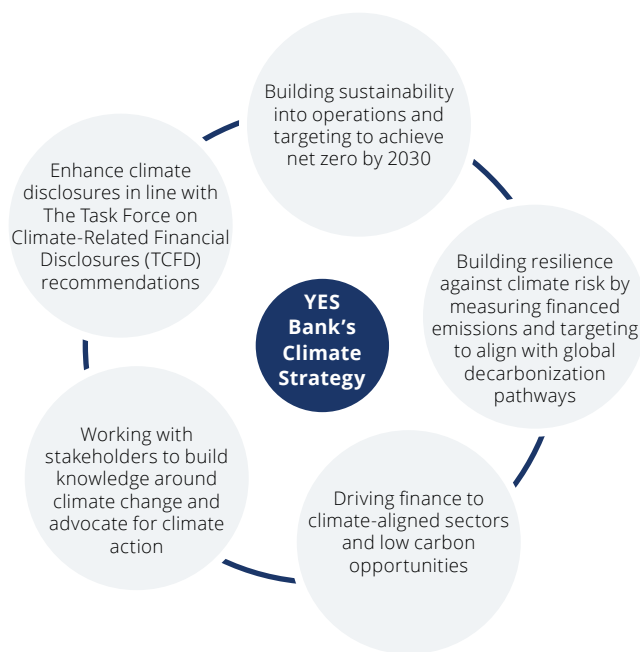 Building sustainability
into operations and
targeting to achieve
net zero by 2030
Enhance climate
disclosures in line with
The Task Force on
Climate-Related Financial
Disclosures (TCFD)
recommendations
Building resilience
against climate risk by
measuring financed
emissions and targeting
to align with global
decarbonization
pathways
YES
Bank’s
Climate
Strategy
Working with
stakeholders to build
knowledge around
climate change and
advocate for climate
action
Driving finance to
climate-aligned sectors
and low carbon
opportunities